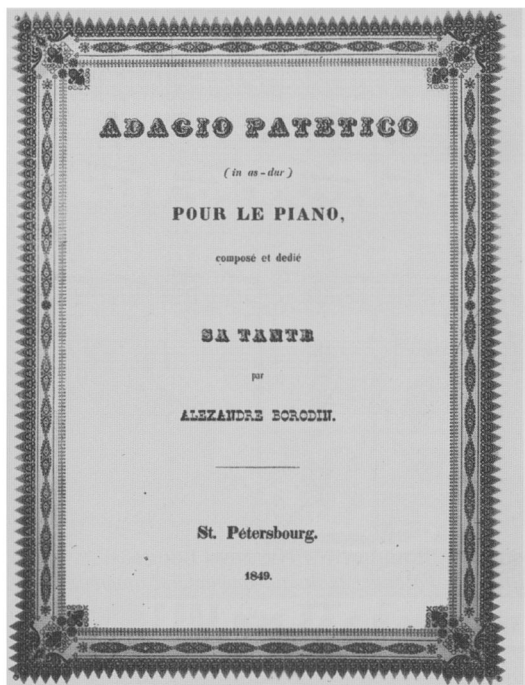 ADAGIO PATETICO
(in as-dur)
POUR LE PIANO,
composé et dedié
SA TANTE
par
ALEXANDRE BORODIN.
St. Pétersbourg.
1849.